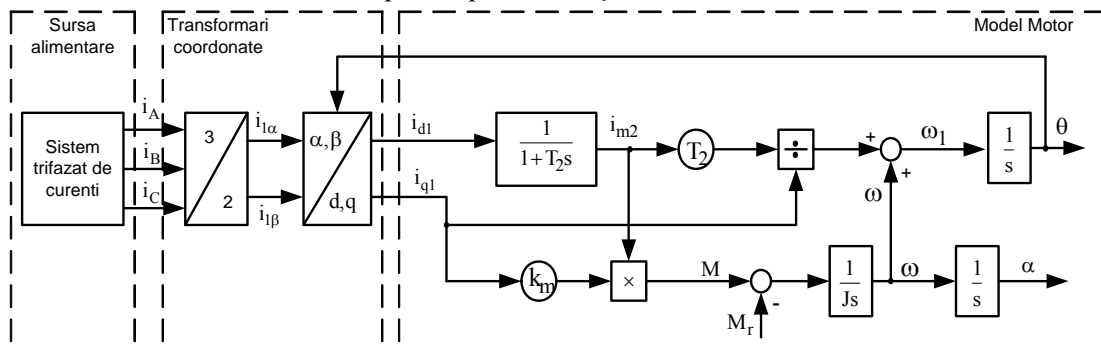 Sursa
alimentare
Transformari
coordonate
Model Motor
Sistem
trifazat de
curenti
i_A
i_B
i_C
3
2
i_1α
i_1β
α,β
d,q
i_d1
i_q1
1
1+T_2s
i_m2
T_2
÷
+
+
ω_1
1
s
θ
ω
k_m
×
M
-
M_r
1
Js
ω
1
s
α